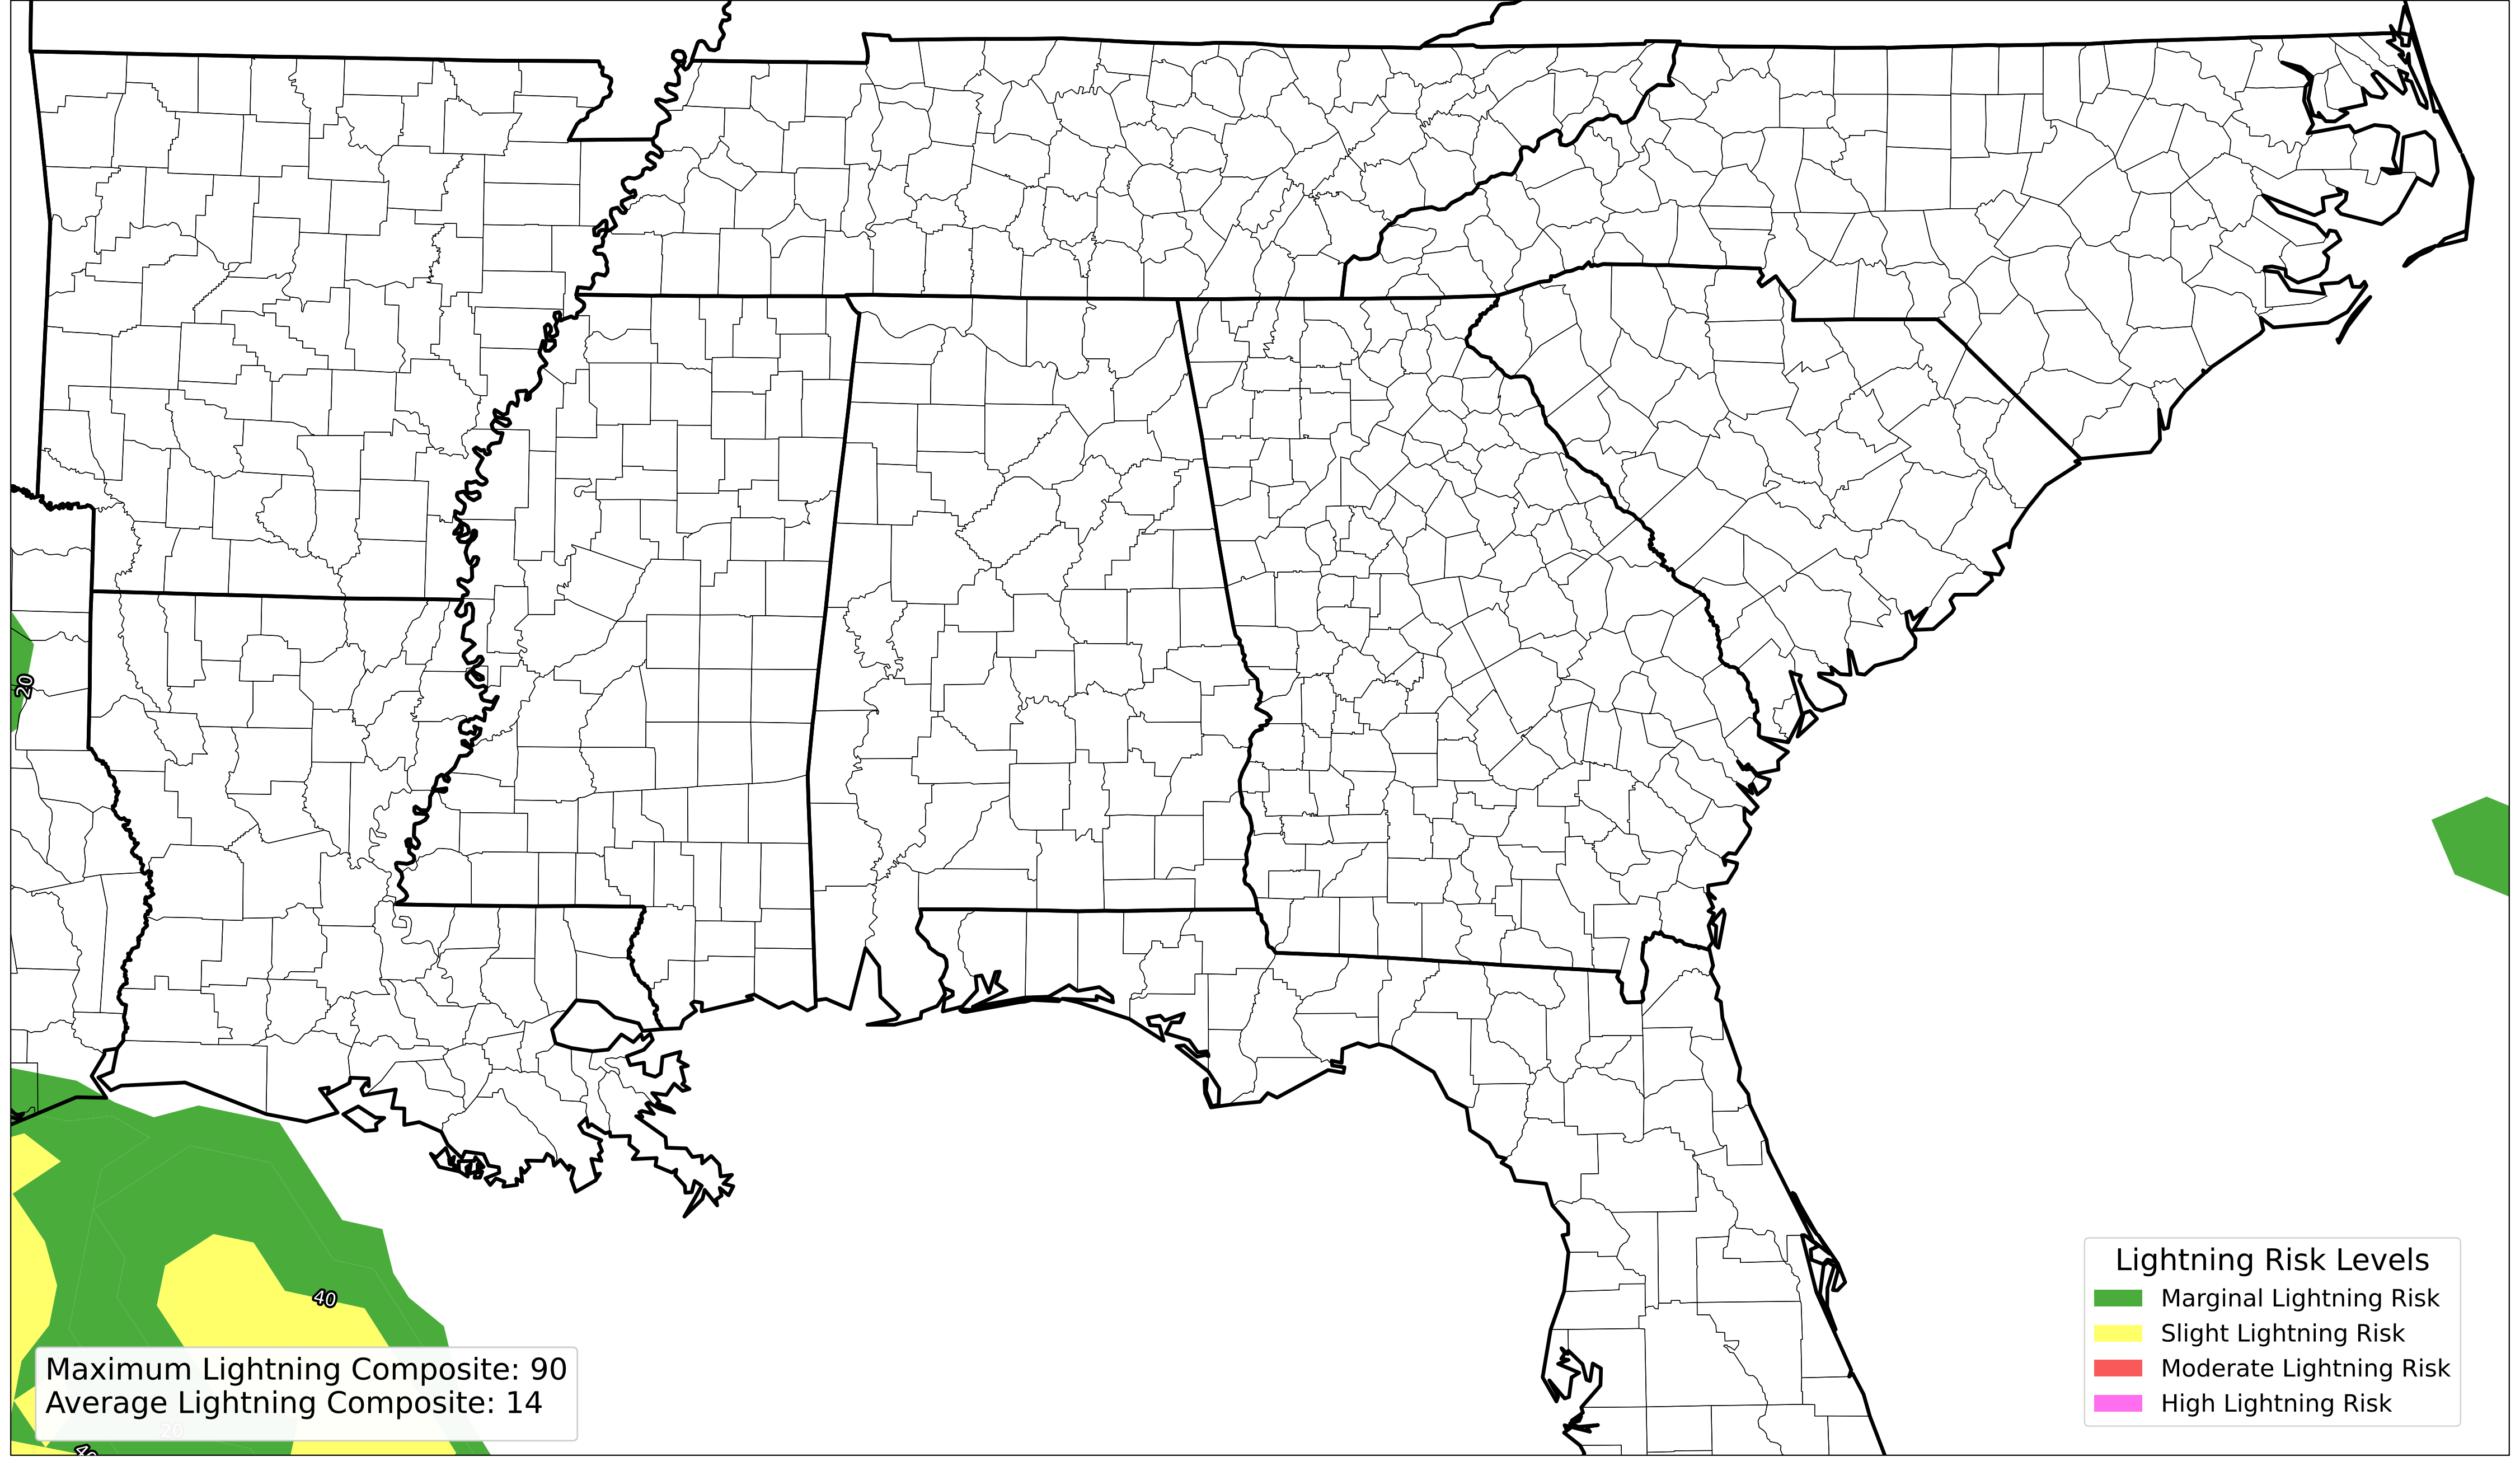 20
40
Maximum Lightning Composite: 90
Average Lightning Composite: 14
20
40
Lightning Risk Levels
Marginal Lightning Risk
Slight Lightning Risk
Moderate Lightning Risk
High Lightning Risk